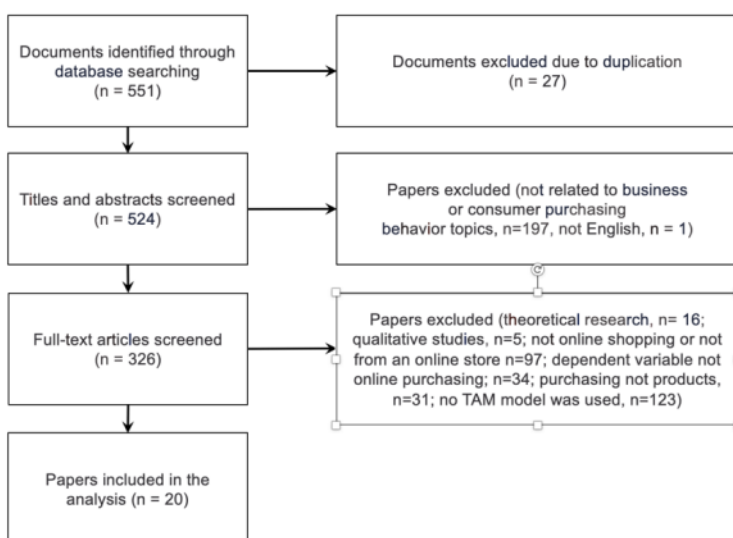 Documents identified through
database searching
(n = 551)
Documents excluded due to duplication
(n = 27)
Titles and abstracts screened
(n = 524)
Papers excluded (not related to business
or consumer purchasing
behavior topics, n=197, not English, n = 1)
Full-text articles screened
(n = 326)
Papers excluded (theoretical research, n= 16;
qualitative studies, n=5; not online shopping or not
from an online store n=97; dependent variable not
online purchasing; n=34; purchasing not products,
n=31; no TAM model was used, n=123)
Papers included in the
analysis (n = 20)